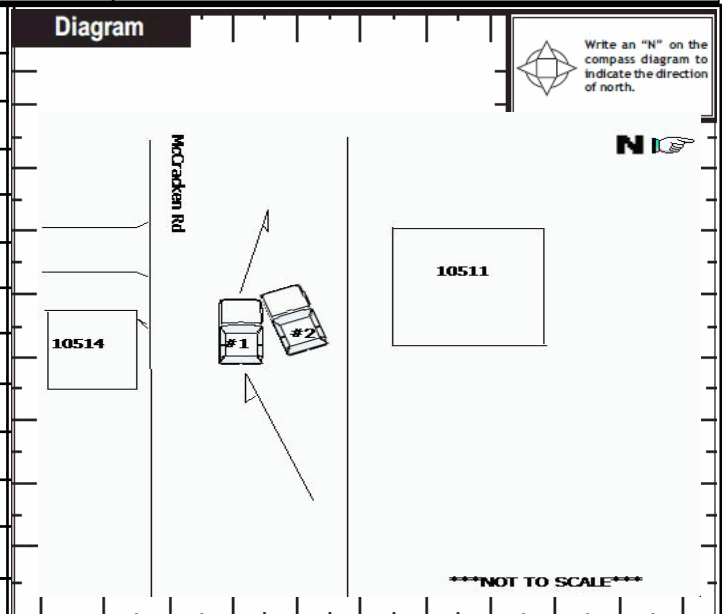 Diagram
Write an “N” on the
compass diagram to
indicate the direction
of north.
N
McCracken Rd
10511
10514
#1
#2
***NOT TO SCALE***